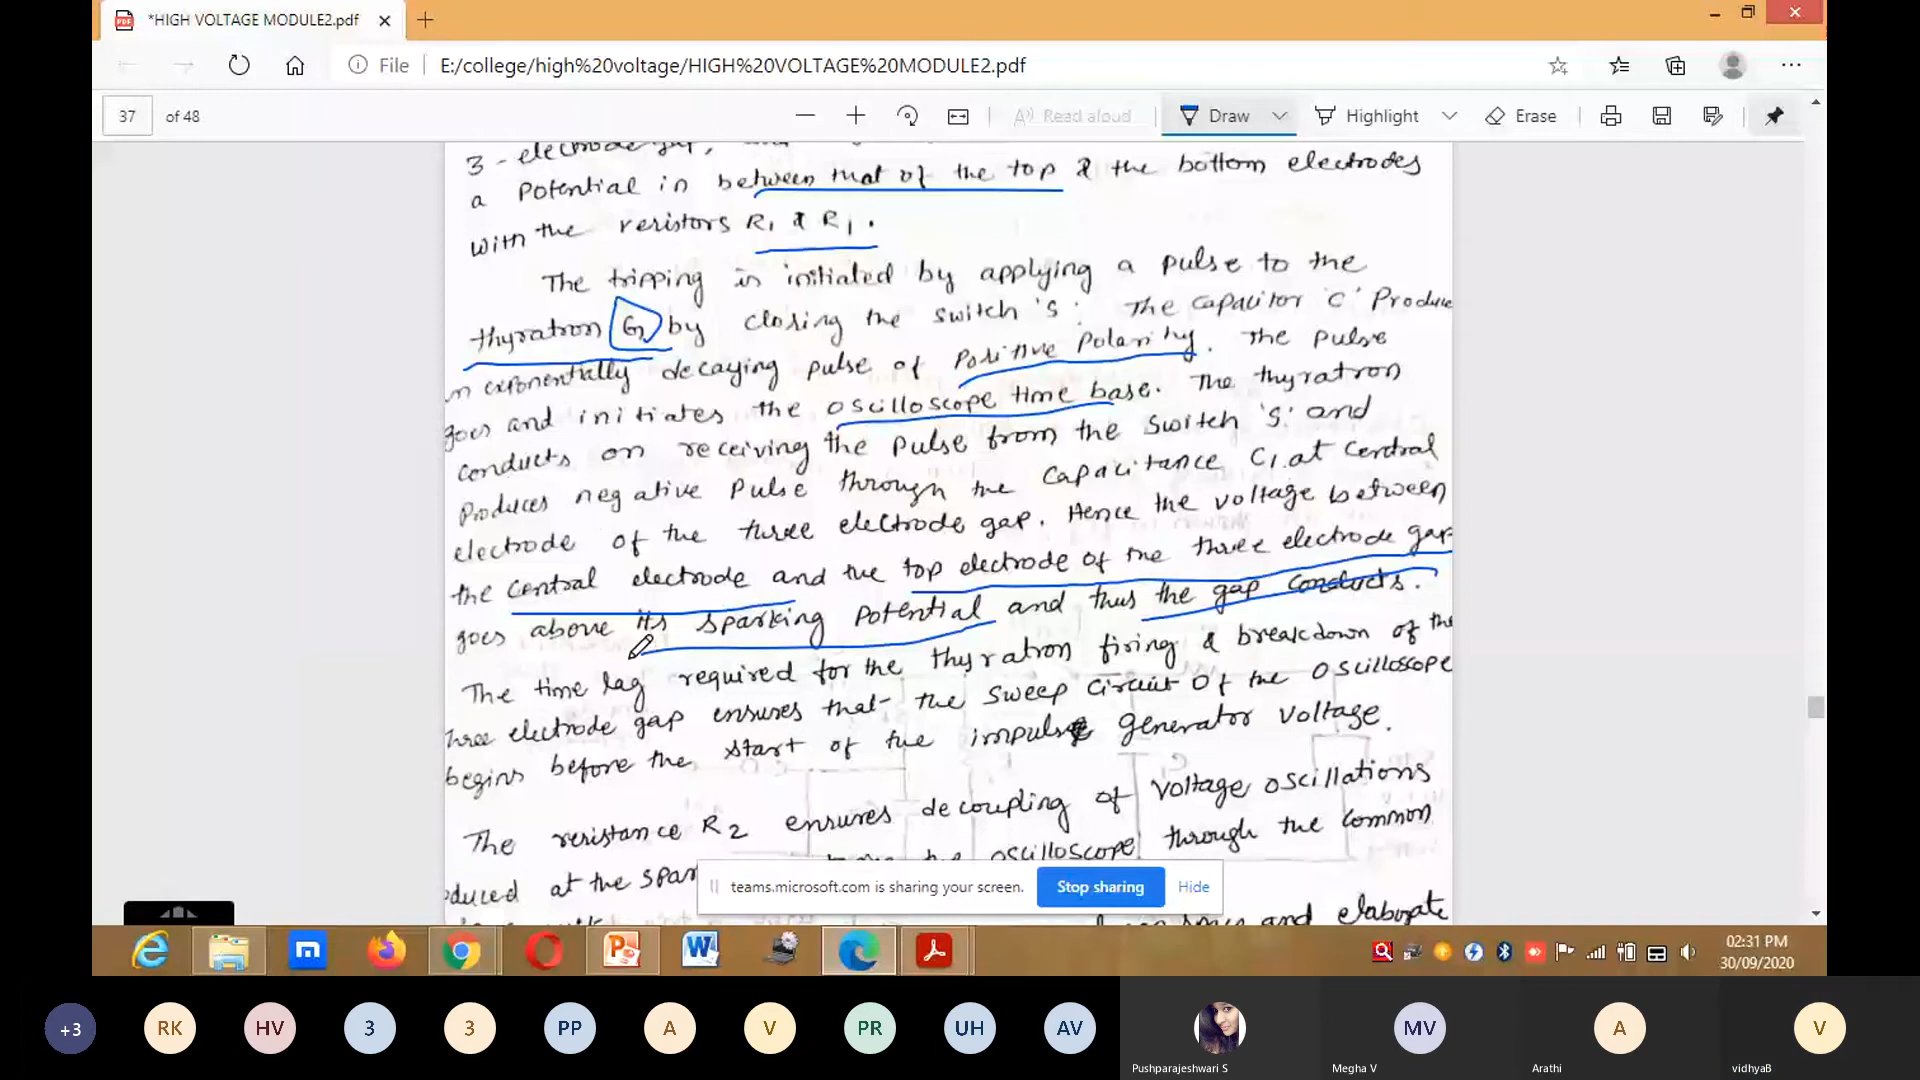 *HIGH VOLTAGE MODULE2.pdf
File E:/college/high%20voltage/HIGH%20VOLTAGE%20MODULE2.pdf
37 of 48 Read aloud Draw Highlight Erase
3-electrode gap,
a potential in between that of the top & the bottom electrodes
with the resistors R1 & R1.
The tripping is initiated by applying a pulse to the
thyratron G by closing the switch 'S'. The capacitor 'C' Produce
n exponentially decaying pulse of Positive Polarity. The pulse
goes and initiates the oscilloscope time base. The thyratron
conducts on receiving the pulse from the switch 'S' and
Produces negative Pulse through the capacitance C1 at central
electrode of the three electrode gap. Hence the voltage between
the central electrode and the top electrode of the three electrode gap
goes above its sparking potential and thus the gap conducts.
The time lag required for the thyratron firing & breakdown of the
three electrode gap ensures that the sweep circuit of the oscilloscope
begins before the start of the impulse generator voltage.
The resistance R2 ensures decoupling of voltage oscillations
oduced at the spar the oscilloscope through the common
and elaborate
teams.microsoft.com is sharing your screen. Stop sharing Hide
02:31 PM
30/09/2020
+3 RK HV 3 3 PP A V PR UH AV MV A V
Pushparajeshwari S Megha V Arathi vidhyaB